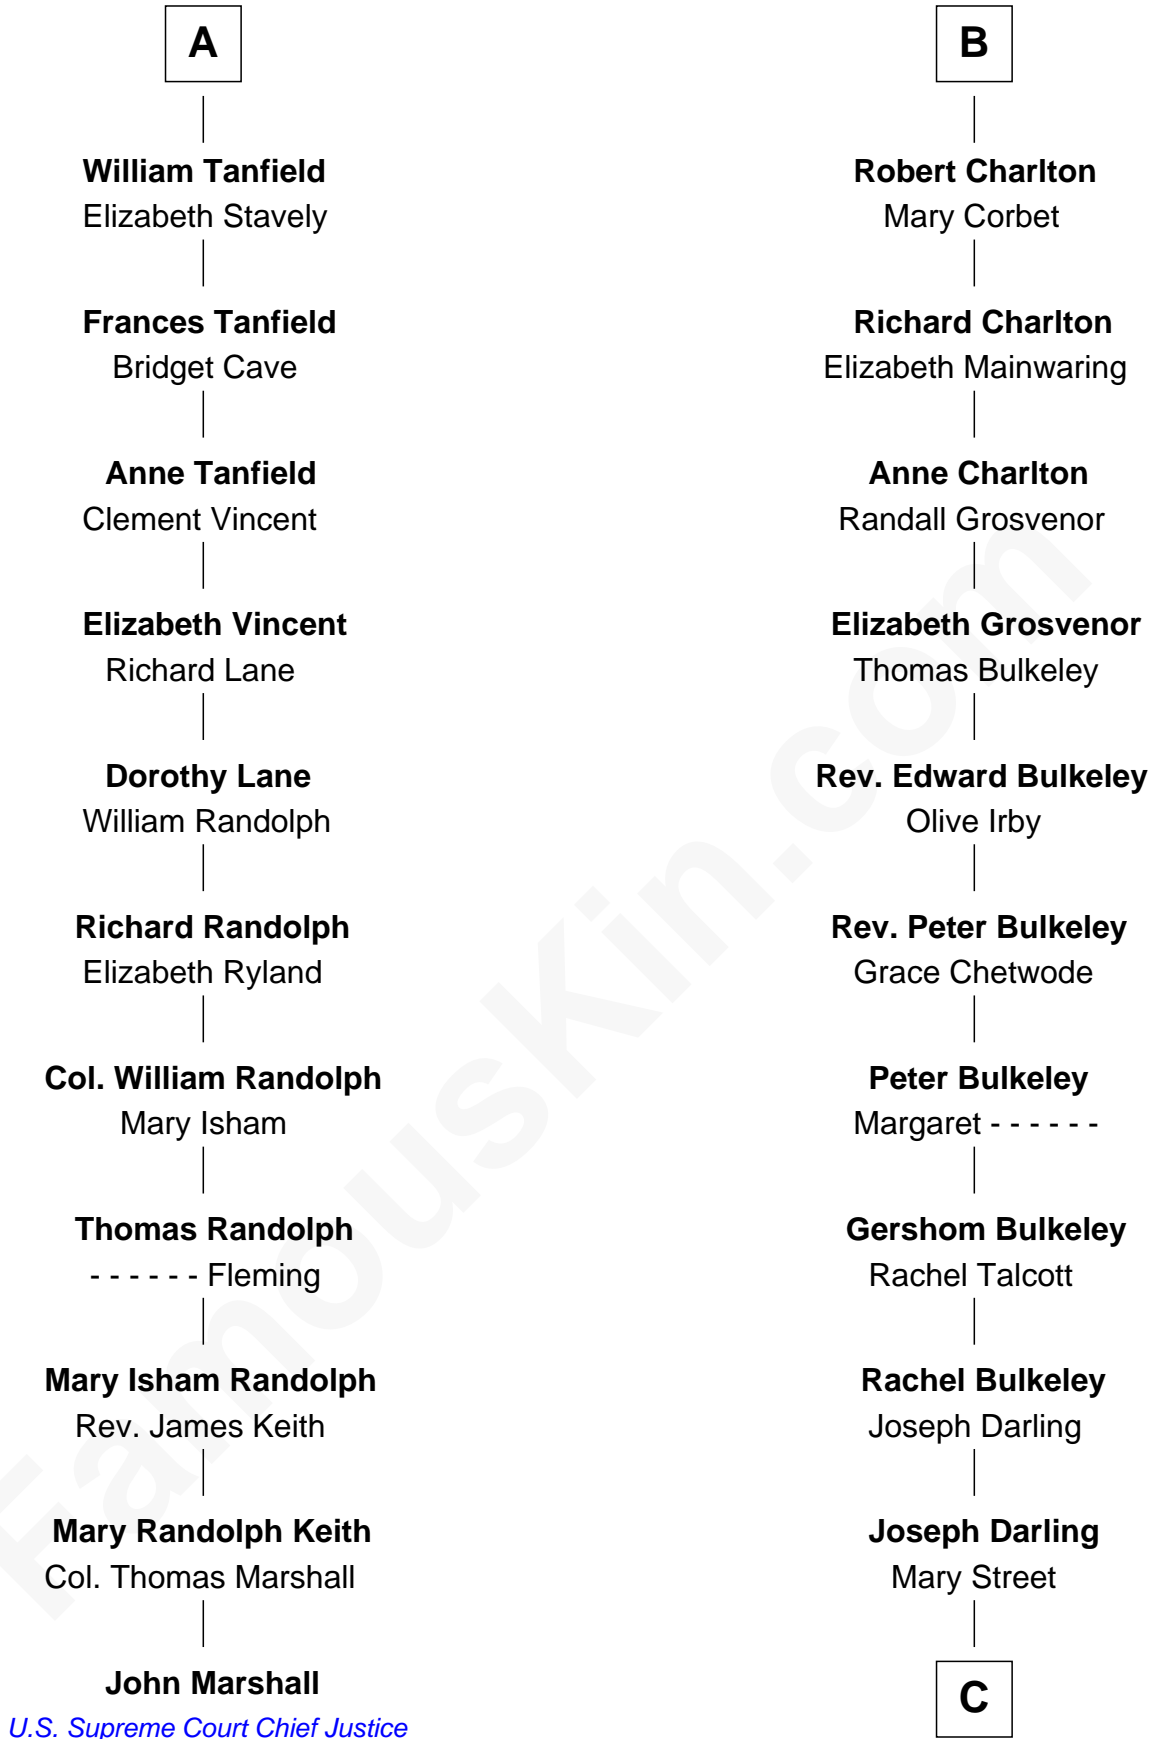 A
William Tanfield
Elizabeth Stavely
Frances Tanfield
Bridget Cave
Anne Tanfield
Clement Vincent
Elizabeth Vincent
Richard Lane
Dorothy Lane
William Randolph
Richard Randolph
Elizabeth Ryland
Col. William Randolph
Mary Isham
Thomas Randolph
- - - - - - Fleming
Mary Isham Randolph
Rev. James Keith
Mary Randolph Keith
Col. Thomas Marshall
John Marshall
U.S. Supreme Court Chief Justice
B
Robert Charlton
Mary Corbet
Richard Charlton
Elizabeth Mainwaring
Anne Charlton
Randall Grosvenor
Elizabeth Grosvenor
Thomas Bulkeley
Rev. Edward Bulkeley
Olive Irby
Rev. Peter Bulkeley
Grace Chetwode
Peter Bulkeley
Margaret - - - - - -
Gershom Bulkeley
Rachel Talcott
Rachel Bulkeley
Joseph Darling
Joseph Darling
Mary Street
C
FamousKin.com